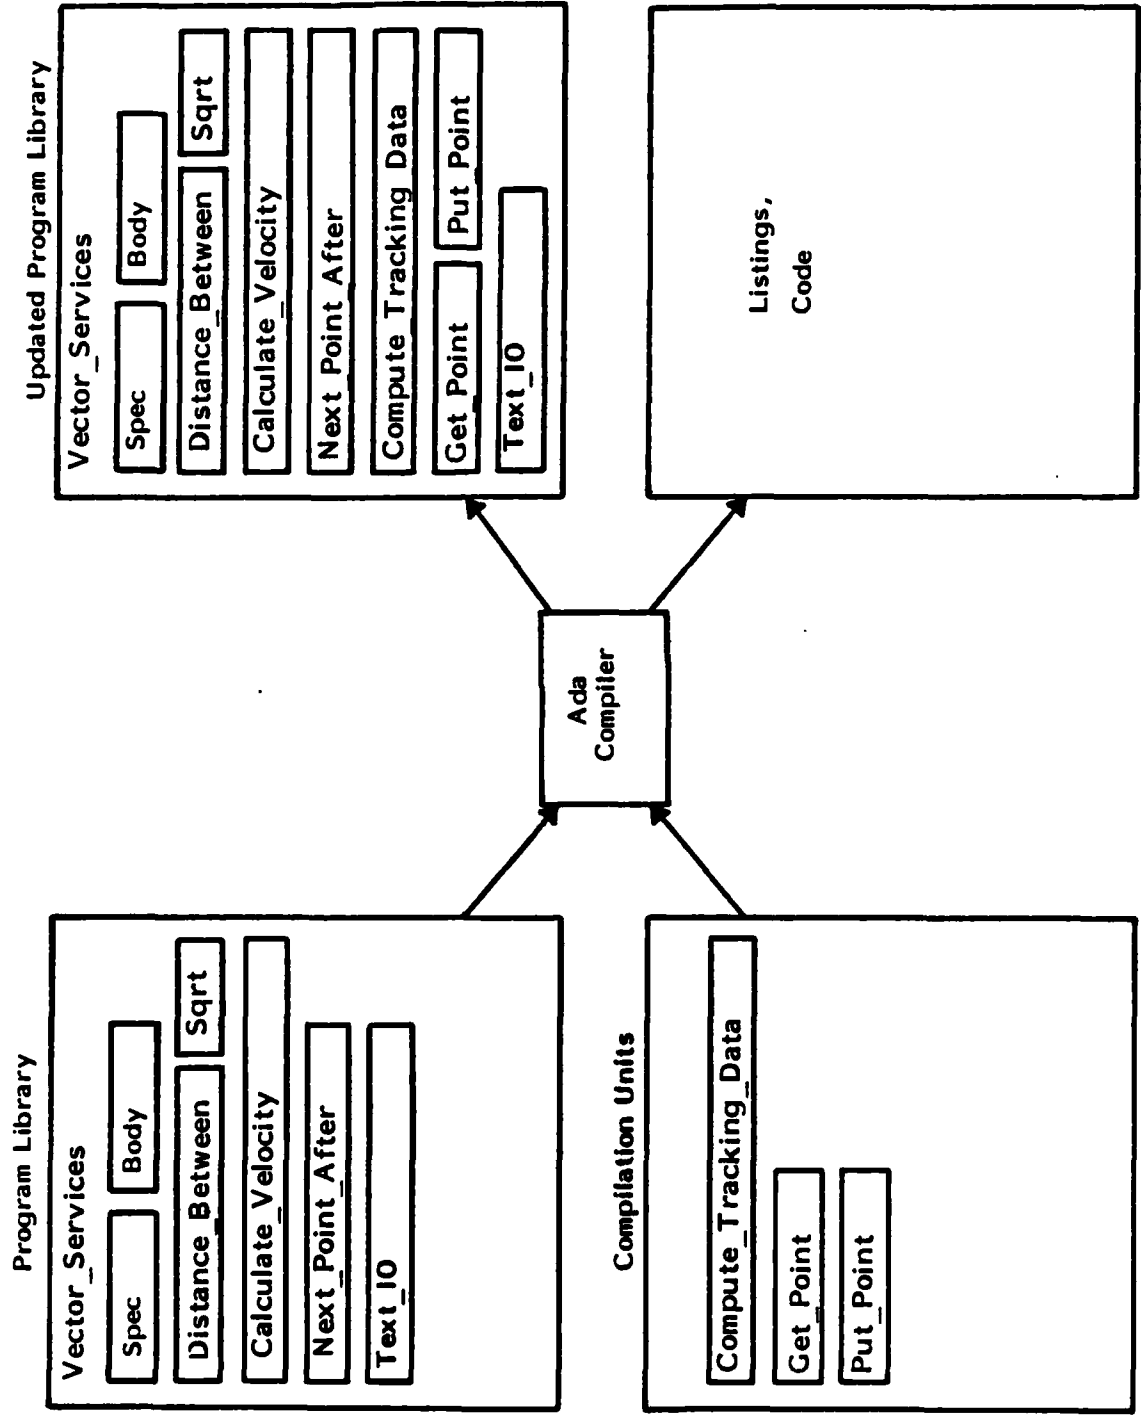 Program Library
Vector_Services
Spec
Body
Distance_Between
Sqrt
Calculate_Velocity
Next_Point_After
Text_IO
Compilation Units
Compute_Tracking_Data
Get_Point
Put_Point
Ada
Compiler
Updated Program Library
Vector_Services
Spec
Body
Distance_Between
Sqrt
Calculate_Velocity
Next_Point_After
Compute_Tracking_Data
Get_Point
Put_Point
Text_IO
Listings,
Code